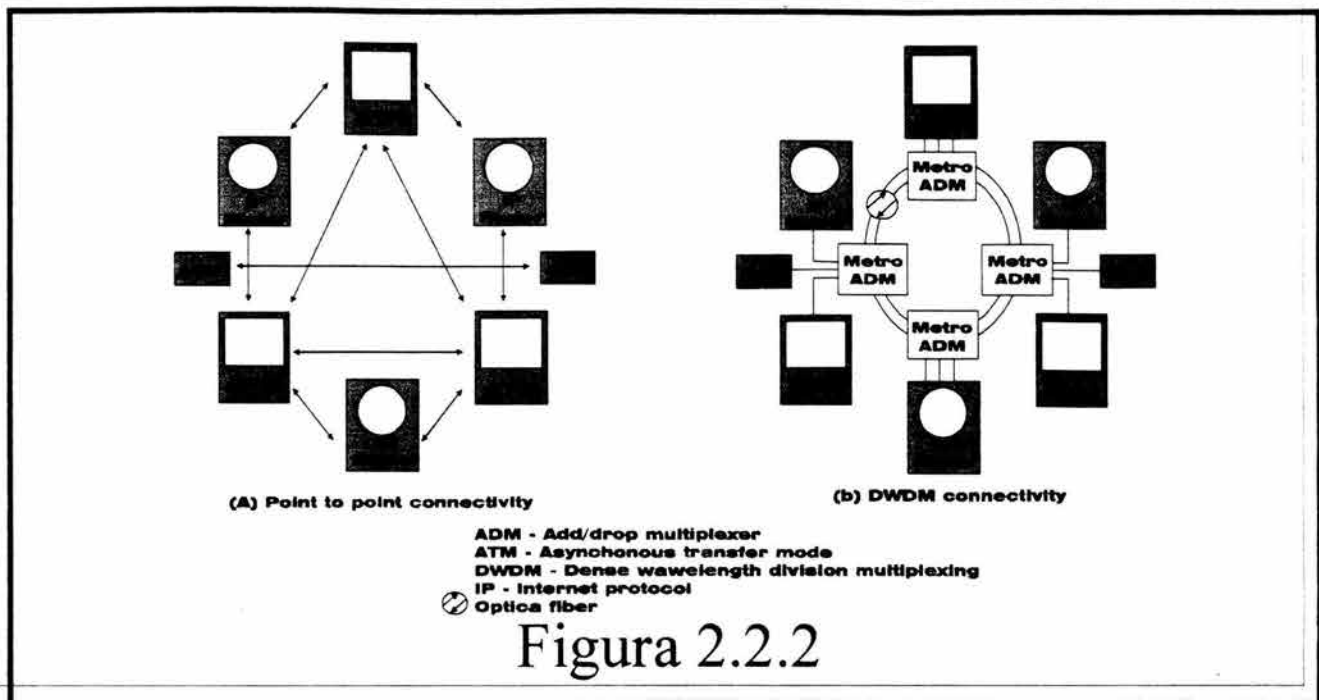 Metro
ADM
Metro
ADM
Metro
ADM
Metro
ADM
(A) Point to point connectivity
(b) DWDM connectivity
ADM - Add/drop multiplexer
ATM - Asynchonous transfer mode
DWDM - Dense wawelength division multiplexing
IP - Internet protocol
Optica fiber
Figura 2.2.2